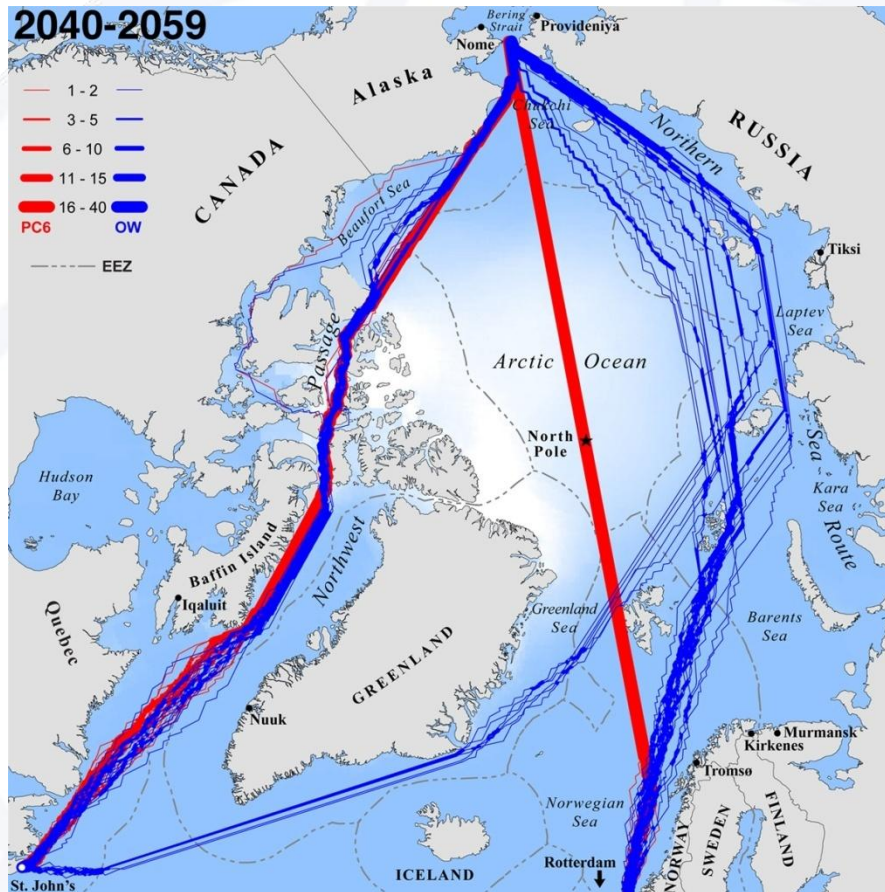 2040-2059
1 - 2
3 - 5
6 - 10
11 - 15
16 - 40
PC6
OW
EEZ
Bering
Strait
Provideniya
Nome
Alaska
Chukchi
Sea
Northern
RUSSIA
CANADA
Beaufort Sea
Tiksi
Laptev
Sea
Passage
Arctic Ocean
North
Pole
Sea
Kara
Sea
Route
Hudson
Bay
Baffin Island
Northwest
Iqaluit
Quebec
Greenland
Sea
Barents
Sea
GREENLAND
Nuuk
Murmansk
Kirkenes
Tromsø
Norwegian
Sea
NORWAY
SWEDEN
FINLAND
ICELAND
Rotterdam
St. John's